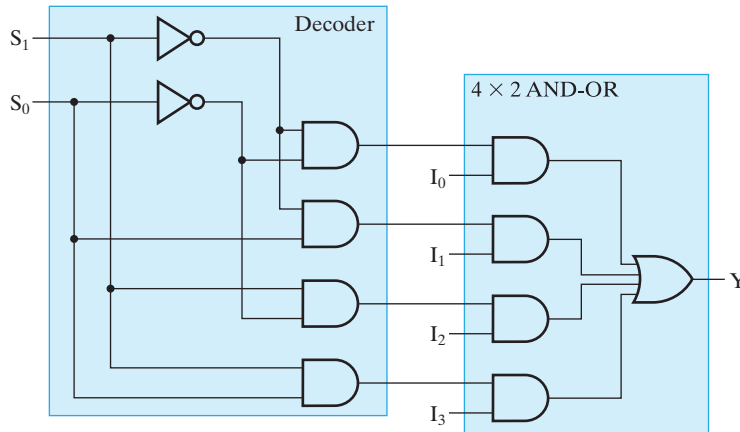 Decoder
S₁
S₀
4 × 2 AND-OR
I₀
I₁
I₂
I₃
Y